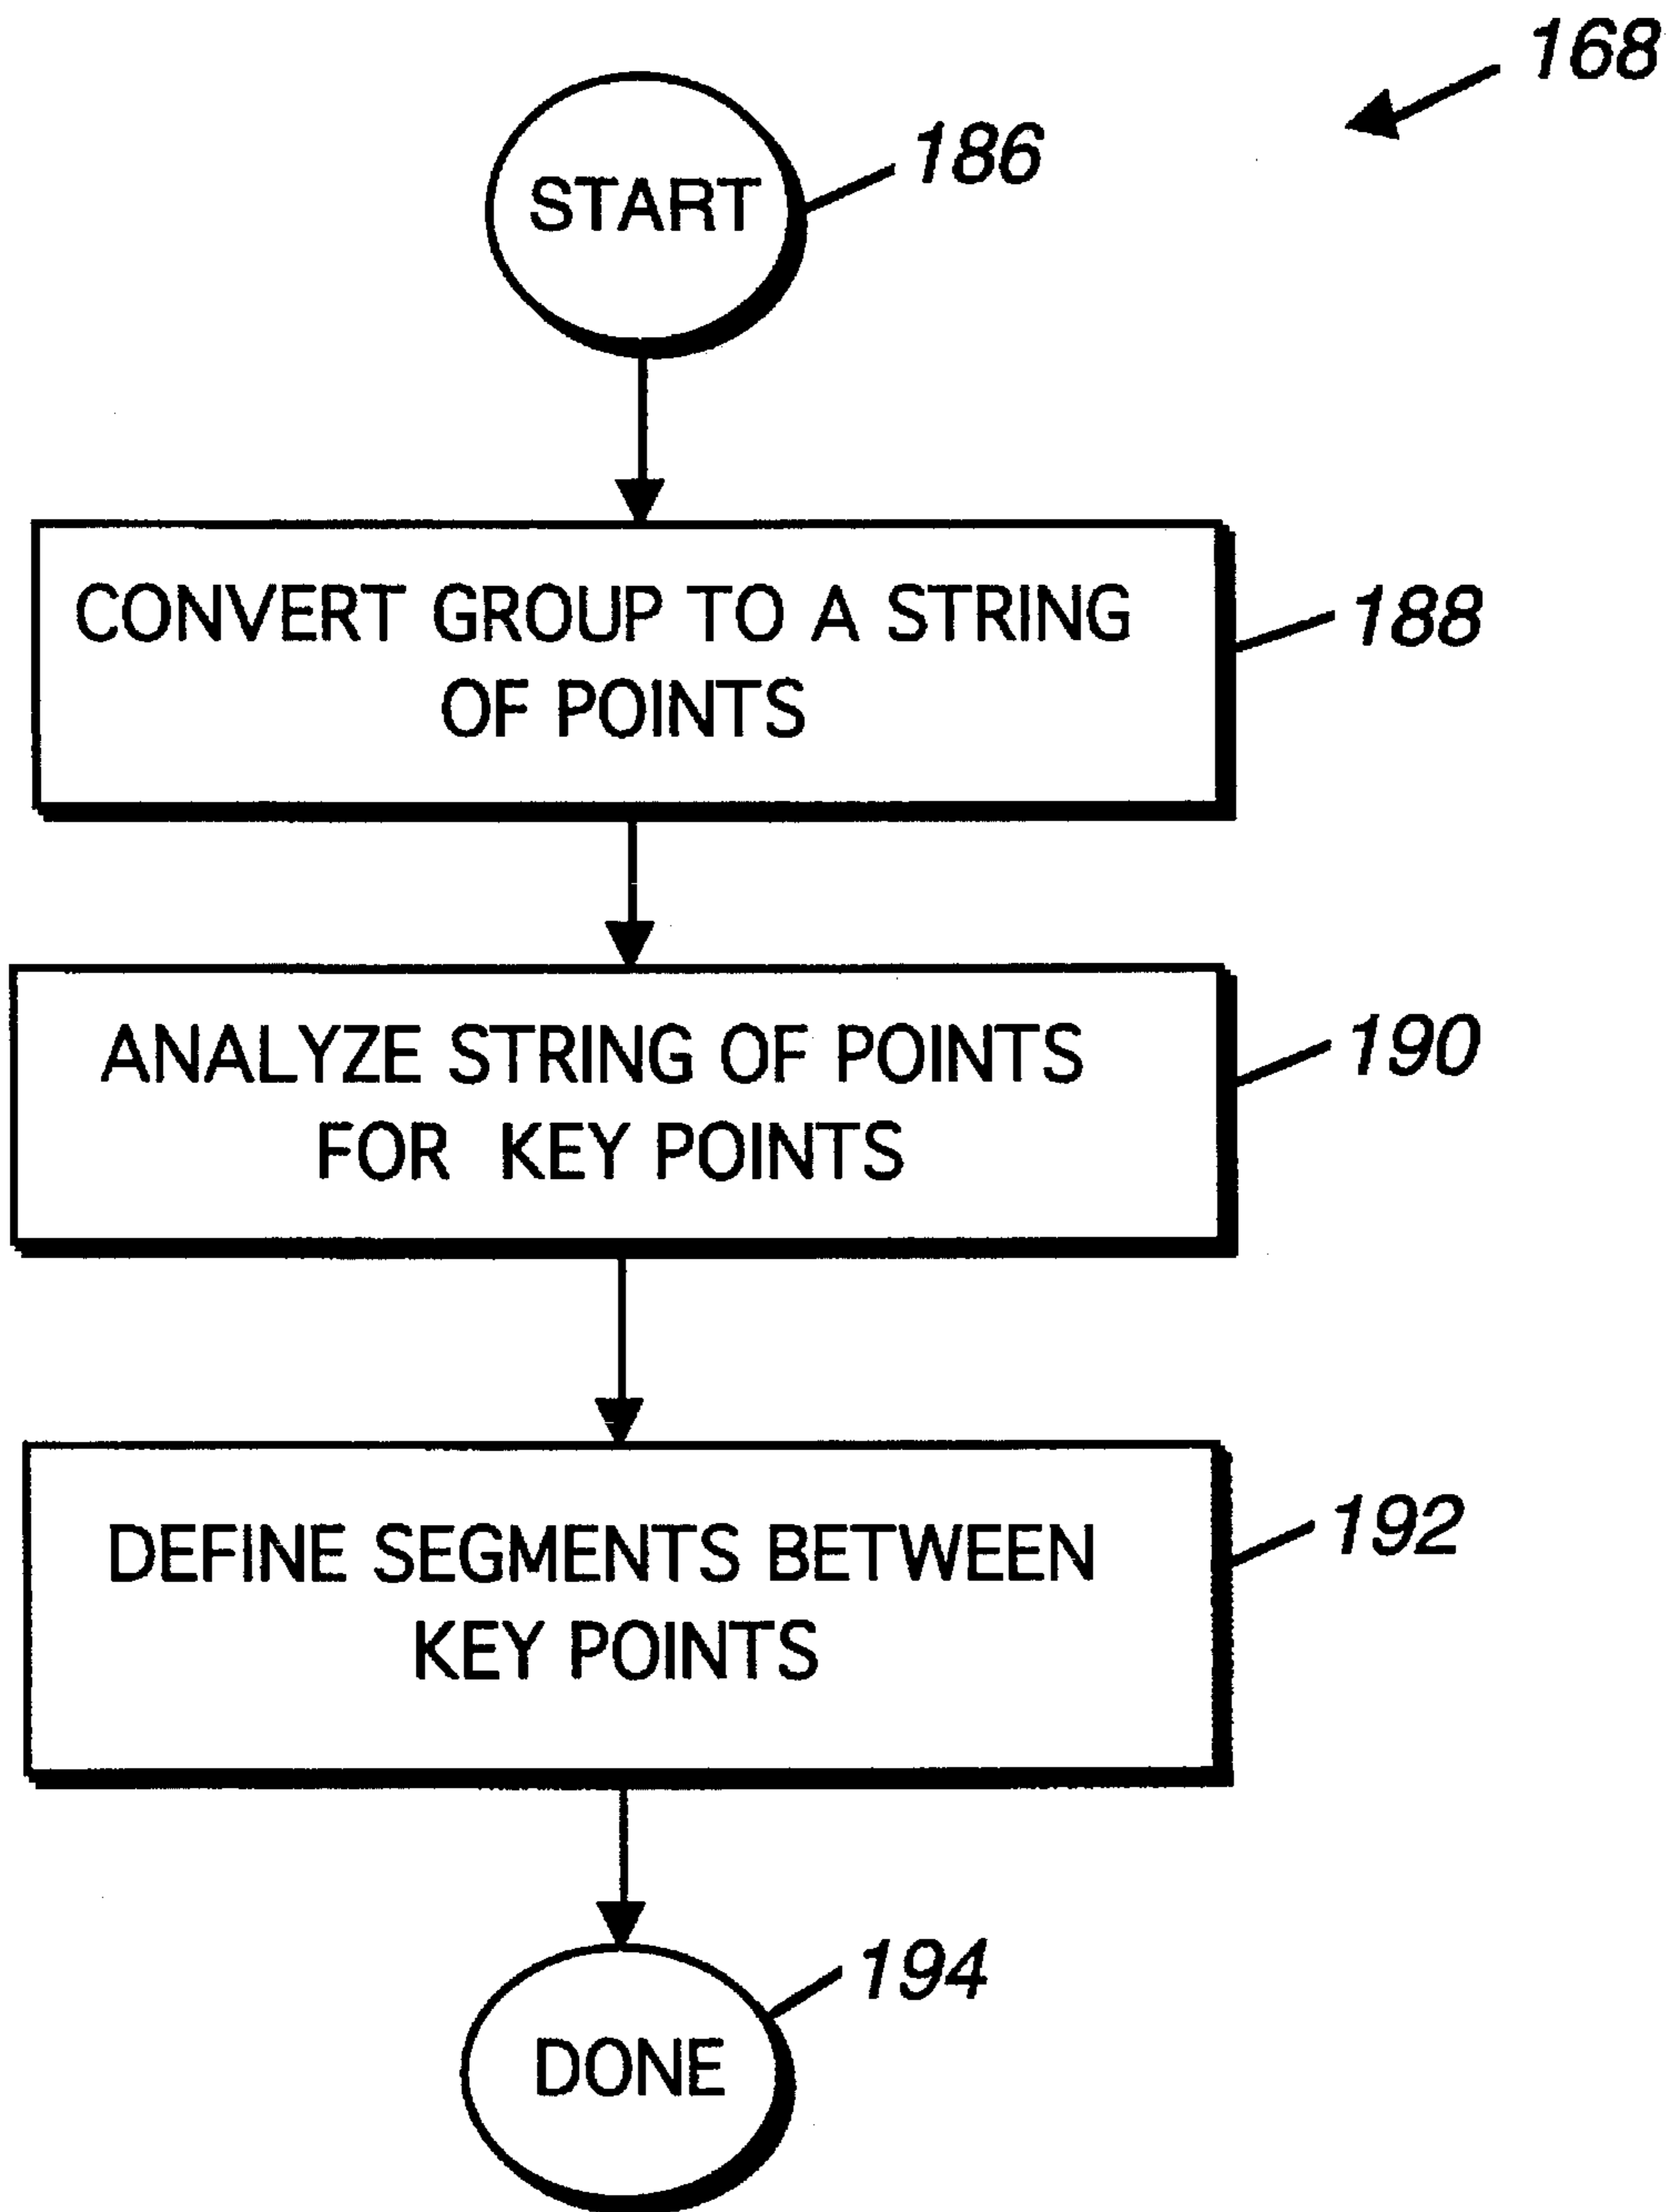 168
186
START
CONVERT GROUP TO A STRING
OF POINTS
188
ANALYZE STRING OF POINTS
FOR KEY POINTS
190
DEFINE SEGMENTS BETWEEN
KEY POINTS
192
194
DONE